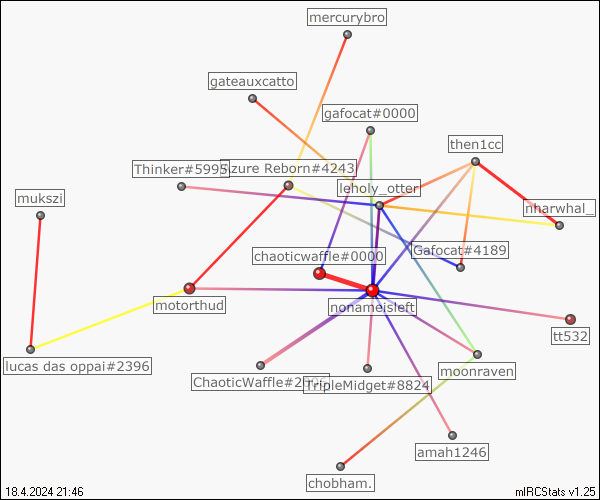 mercurybro
gateauxcatto
gafocat#0000
then1cc
Thinker#5995
Azure Reborn#4243
leholy_otter
mukszi
nharwhal_
Gafocat#4189
chaoticwaffle#0000
motorthud
nonameisleft
tt532
lucas das oppai#2396
moonraven
ChaoticWaffle#2
TripleMidget#8824
amah1246
chobham.
18.4.2024 21:46
mIRCStats v1.25